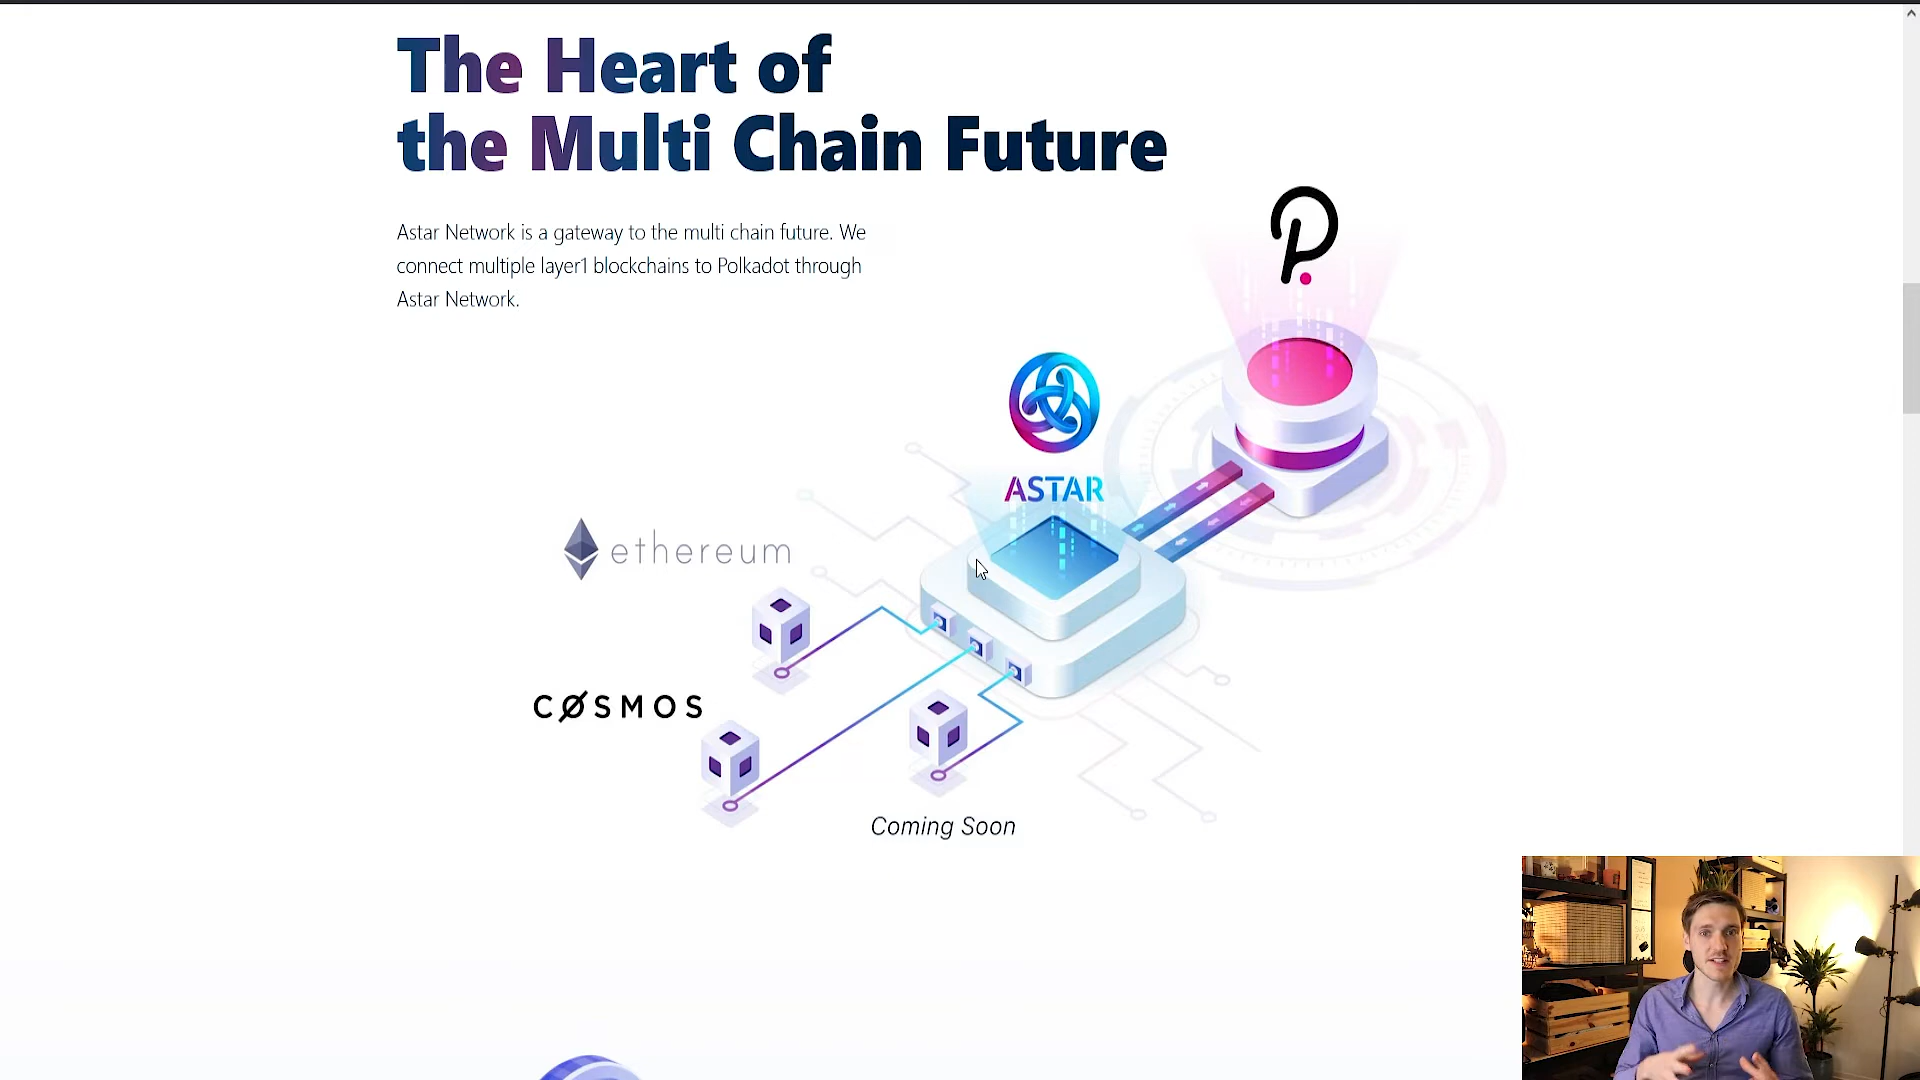 The Heart of
the Multi Chain Future
Astar Network is a gateway to the multi chain future. We
connect multiple layer1 blockchains to Polkadot through
Astar Network.
ASTAR
ethereum
CØSMOS
Coming Soon